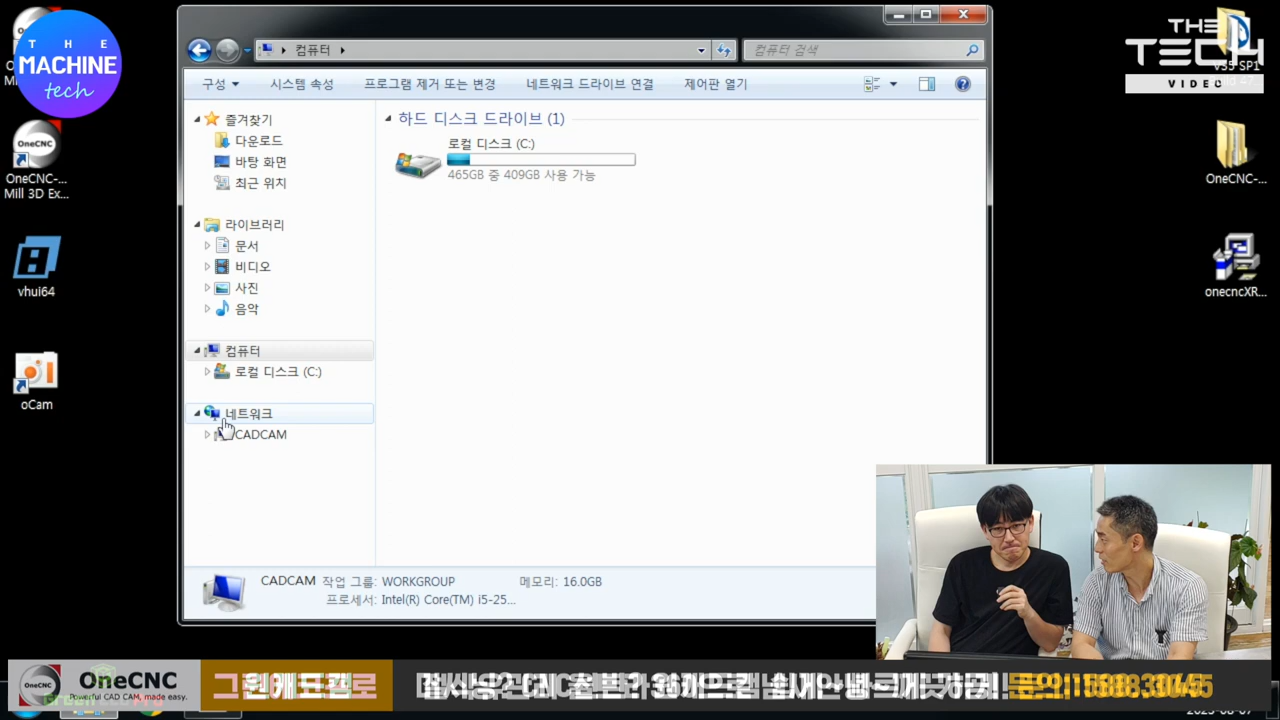 THE
MACHINE
tech
THE
TECH
VIDEO
V55 SP1
OneCNC
OneCNC-...
Mill 3D Ex...
vhui64
oCam
OneCNC-...
onecncXR...
컴퓨터
컴퓨터 검색
구성
시스템 속성
프로그램 제거 또는 변경
네트워크 드라이브 연결
제어판 열기
즐겨찾기
다운로드
바탕 화면
최근 위치
라이브러리
문서
비디오
사진
음악
컴퓨터
로컬 디스크 (C:)
네트워크
CADCAM
하드 디스크 드라이브 (1)
로컬 디스크 (C:)
465GB 중 409GB 사용 가능
CADCAM 작업 그룹: WORKGROUP 메모리: 16.0GB
프로세서: Intel(R) Core(TM) i5-25...
OneCNC
OneCNC
Powerful CAD CAM, made easy.